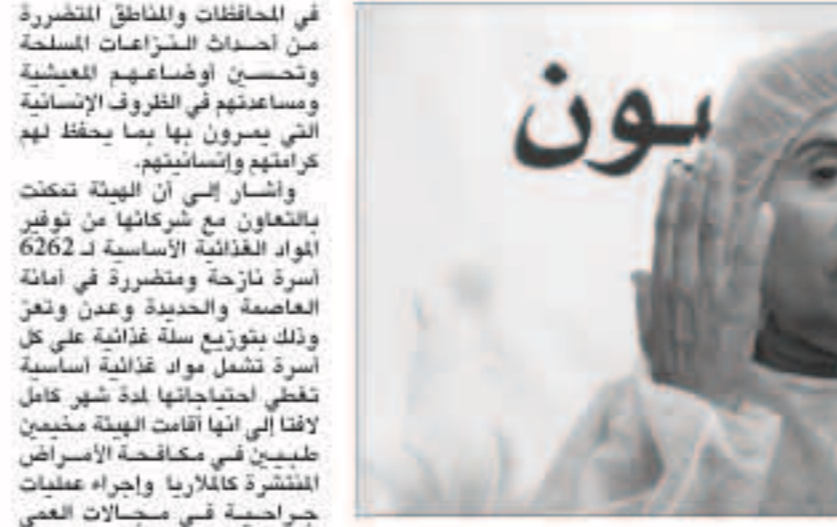 في المحافظات والمناطق المتضررة
من أحداث النزاعات المسلحة
وتحسين أوضاعهم المعيشية
ومساعدتهم في الظروف الإنسانية
التي يمرون بها بما يحفظ لهم
كرامتهم وإنسانيتهم.
وأشار إلى أن الهيئة تمكنت
بالتعاون مع شركائها من توفير
المواد الغذائية الأساسية لـ 6262
أسرة نازحة ومتضررة في أمانة
العاصمة والحديدة وعدن وتعز
وذلك بتوزيع سلة غذائية على كل
أسرة تشمل مواد غذائية أساسية
تغطي احتياجاتها لمدة شهر كامل
لافتا إلى انها أقامت الهيئة مخيمين
طبيين في مكافحة الأمراض
المنتشرة كالملاريا وإجراء عمليات
جراحية في مجالات العمى